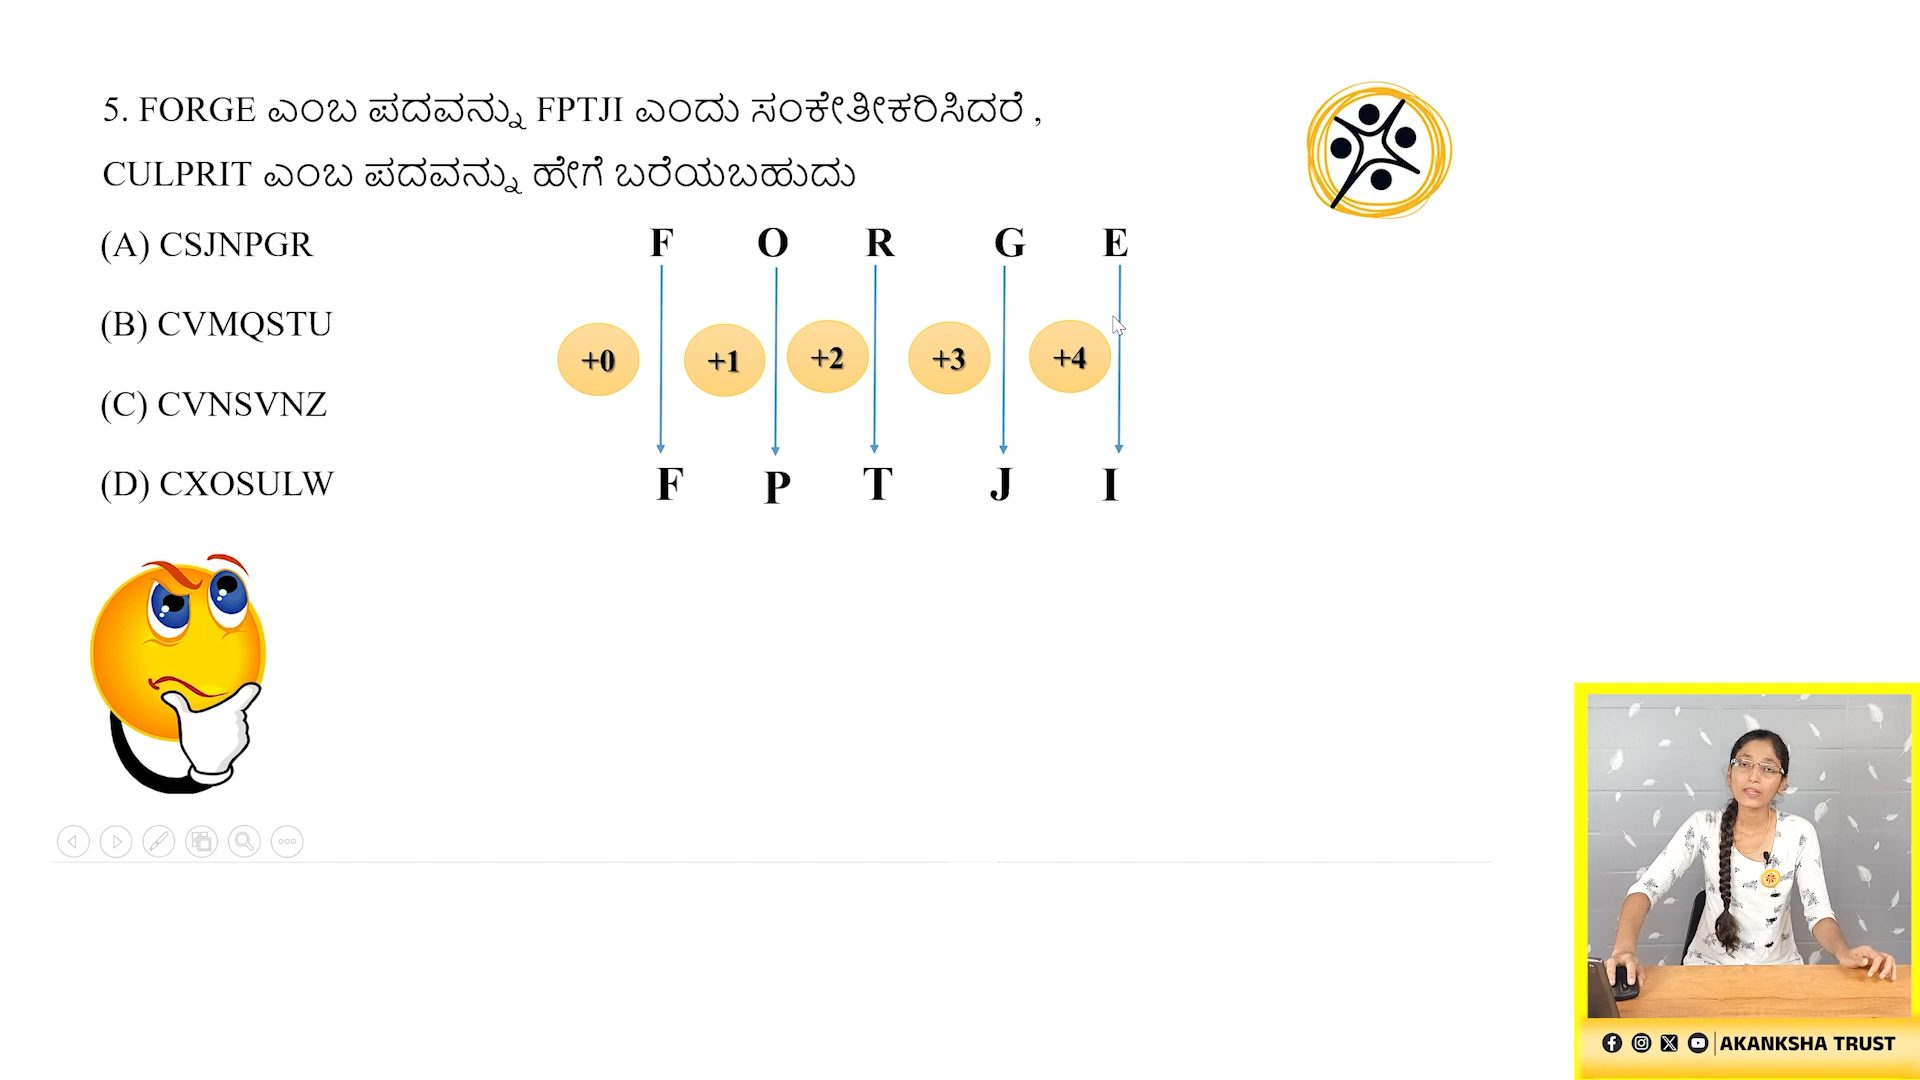 5. FORGE ಎಂಬ ಪದವನ್ನು FPTJI ಎಂದು ಸಂಕೇತೀಕರಿಸಿದರೆ ,
CULPRIT ಎಂಬ ಪದವನ್ನು ಹೇಗೆ ಬರೆಯಬಹುದು
(A) CSJNPGR
(B) CVMQSTU
(C) CVNSVNZ
(D) CXOSULW
F O R G E
+0 +1 +2 +3 +4
F P T J I
AKANKSHA TRUST